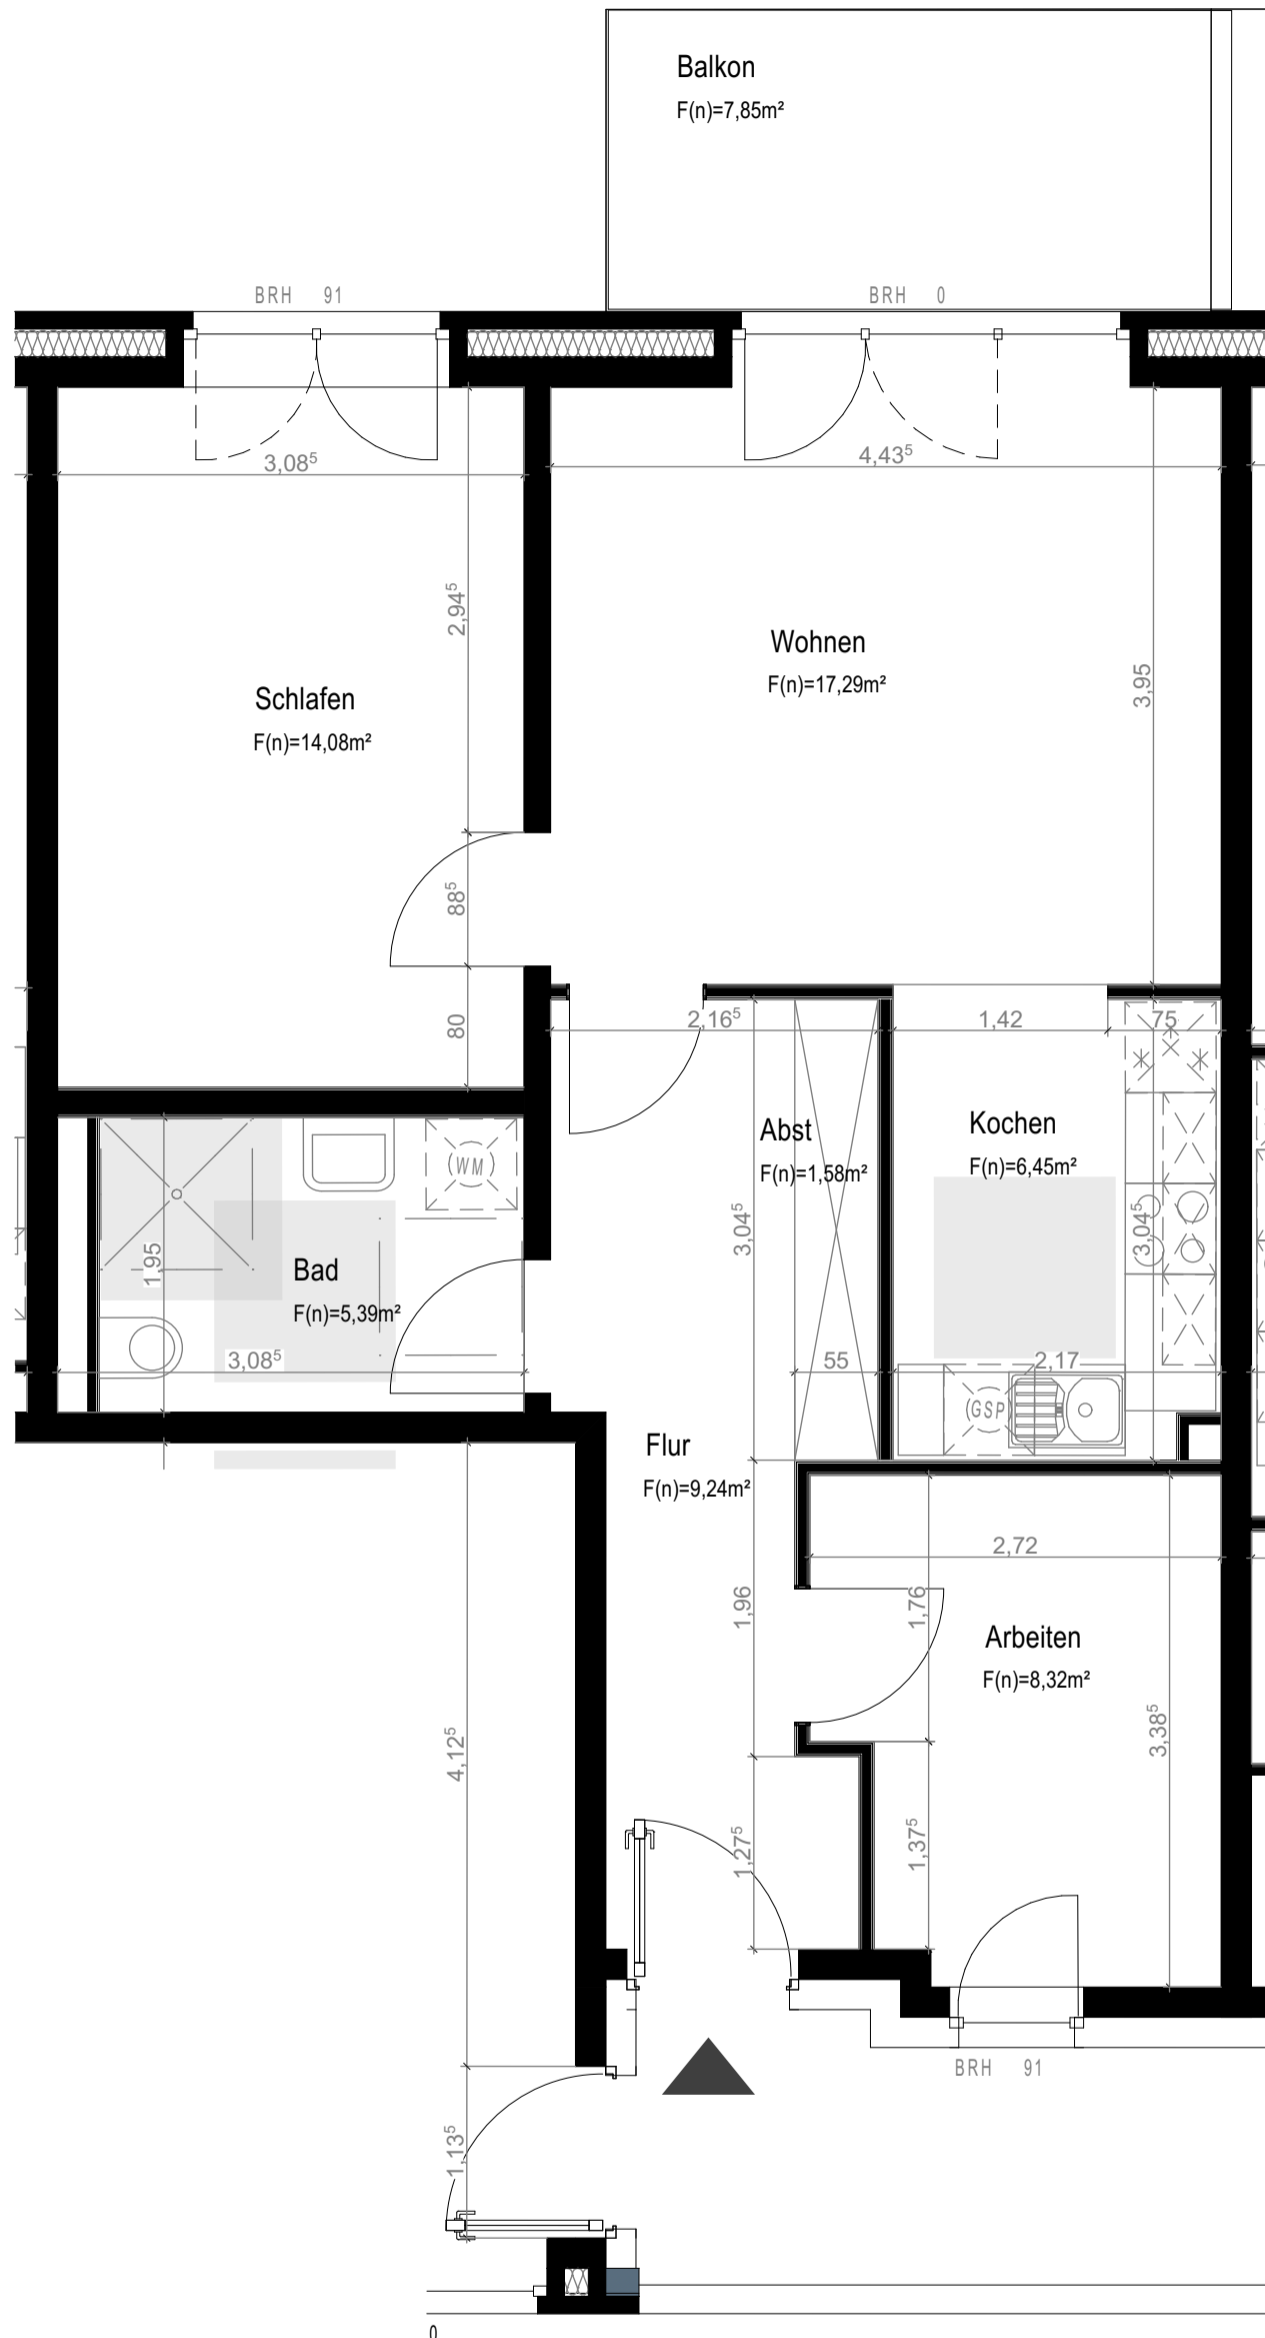 Balkon
F(n)=7,85m²
BRH 91
BRH 0
3,08⁵
4,43⁵
2,94⁵
Wohnen
F(n)=17,29m²
3,95
Schlafen
F(n)=14,08m²
88⁵
80
2,16⁵
1,42
75
Abst
F(n)=1,58m²
Kochen
F(n)=6,45m²
WM
3,04⁵
3,04⁵
1,95
Bad
F(n)=5,39m²
3,08⁵
55
2,17
GSP
Flur
F(n)=9,24m²
2,72
1,96
1,76
Arbeiten
F(n)=8,32m²
4,12⁵
3,38⁵
1,27⁵
1,37⁵
BRH 91
1,13⁵
0